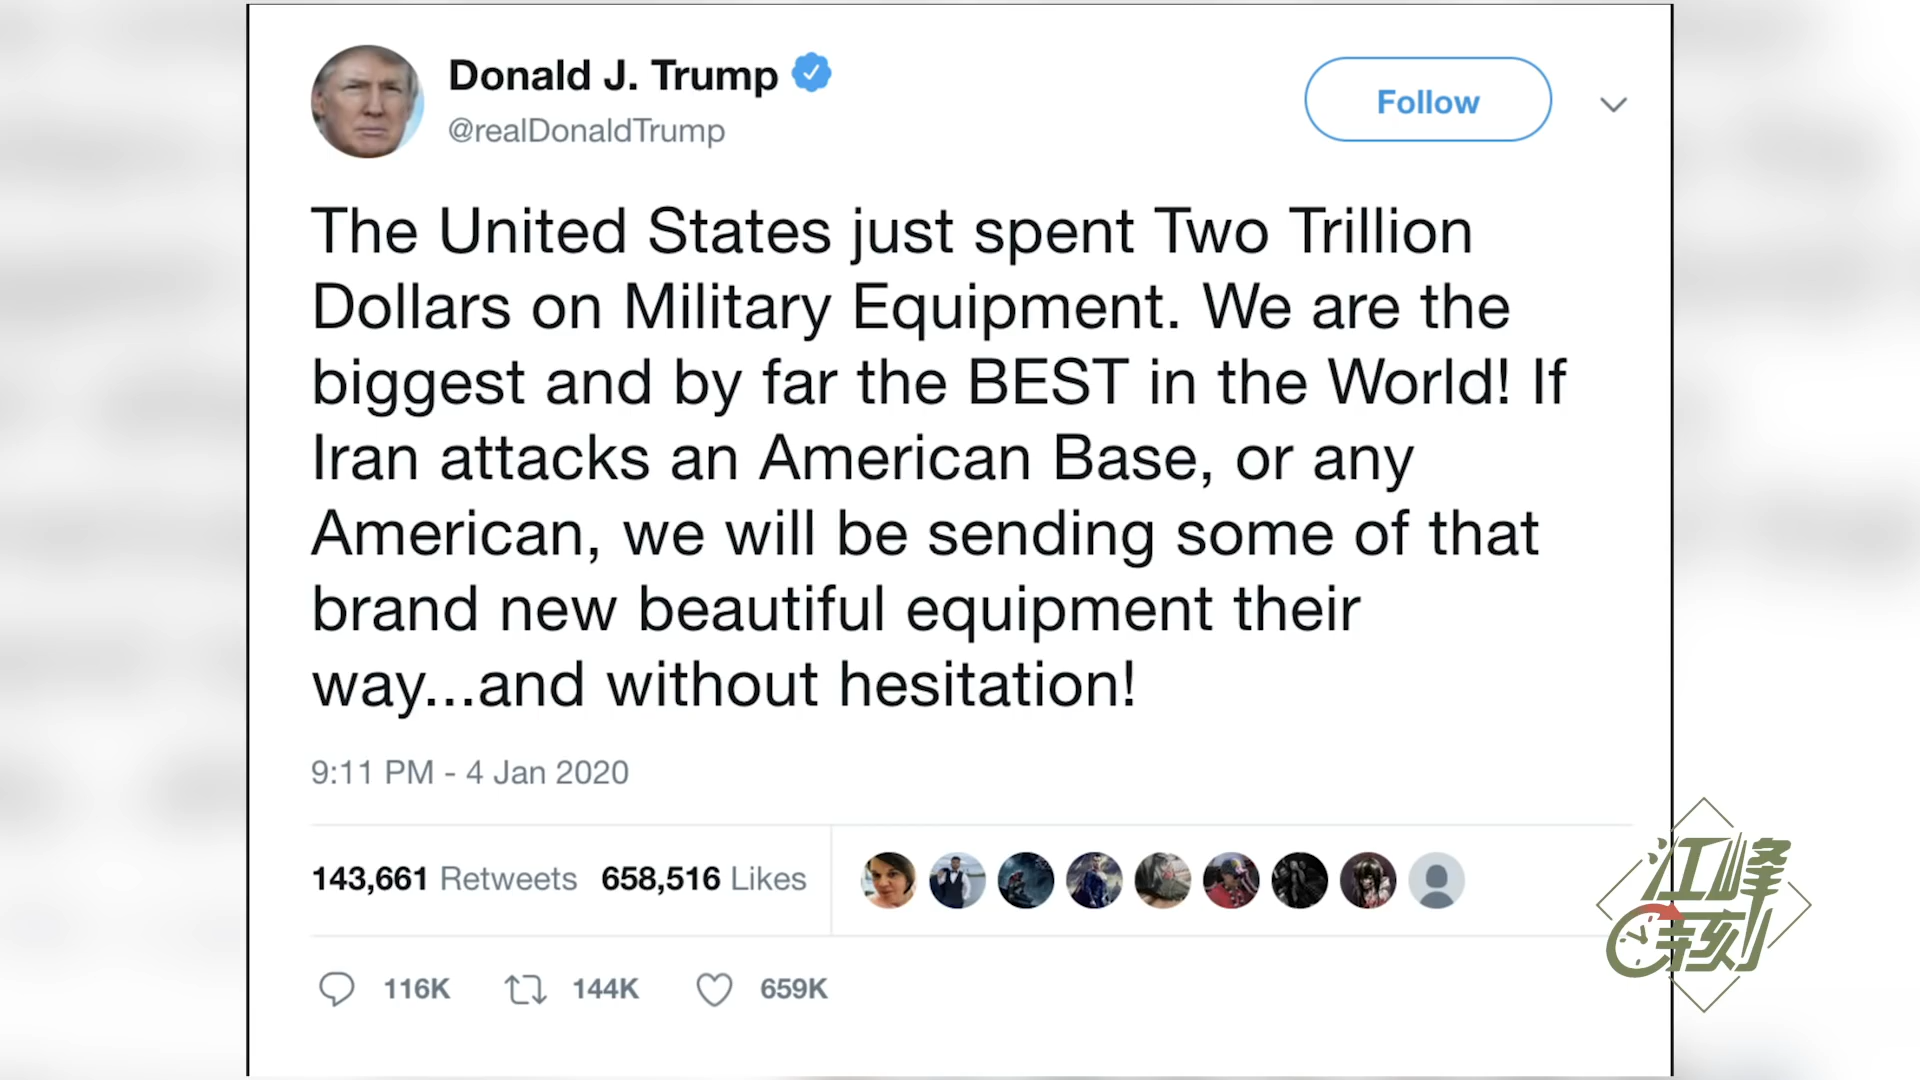 Donald J. Trump
@realDonaldTrump
Follow
The United States just spent Two Trillion
Dollars on Military Equipment. We are the
biggest and by far the BEST in the World! If
Iran attacks an American Base, or any
American, we will be sending some of that
brand new beautiful equipment their
way...and without hesitation!
9:11 PM - 4 Jan 2020
143,661 Retweets 658,516 Likes
116K 144K 659K
江峰
时刻